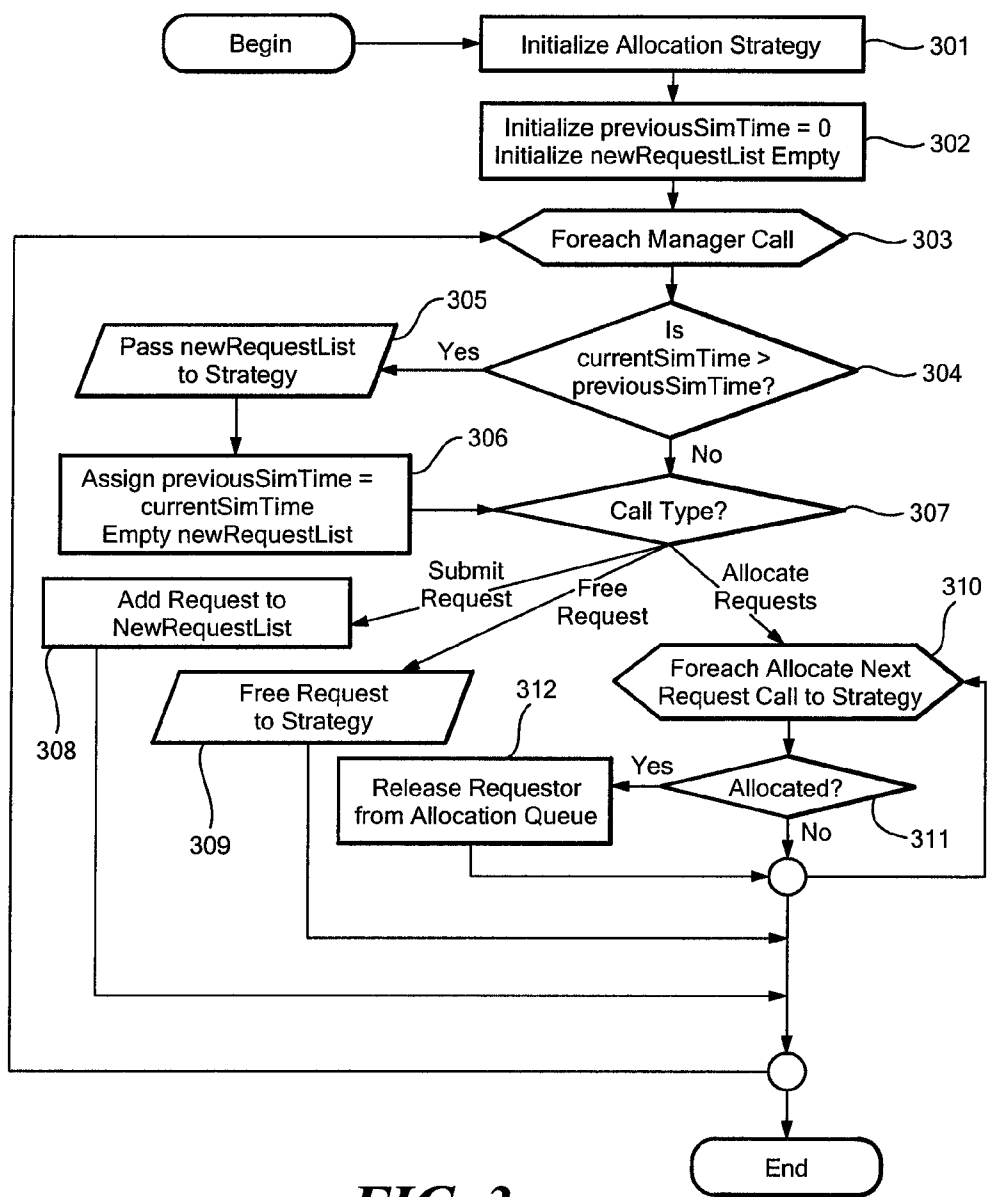 Begin
Initialize Allocation Strategy
301
Initialize previousSimTime = 0
Initialize newRequestList Empty
302
Foreach Manager Call
303
305
Pass newRequestList
to Strategy
Yes
Is
currentSimTime >
previousSimTime?
304
306
No
Assign previousSimTime =
currentSimTime
Empty newRequestList
Call Type?
307
Submit
Request
Free
Request
Allocate
Requests
310
Add Request to
NewRequestList
308
Foreach Allocate Next
Request Call to Strategy
Free Request
to Strategy
309
312
Yes
Allocated?
311
Release Requestor
from Allocation Queue
No
End